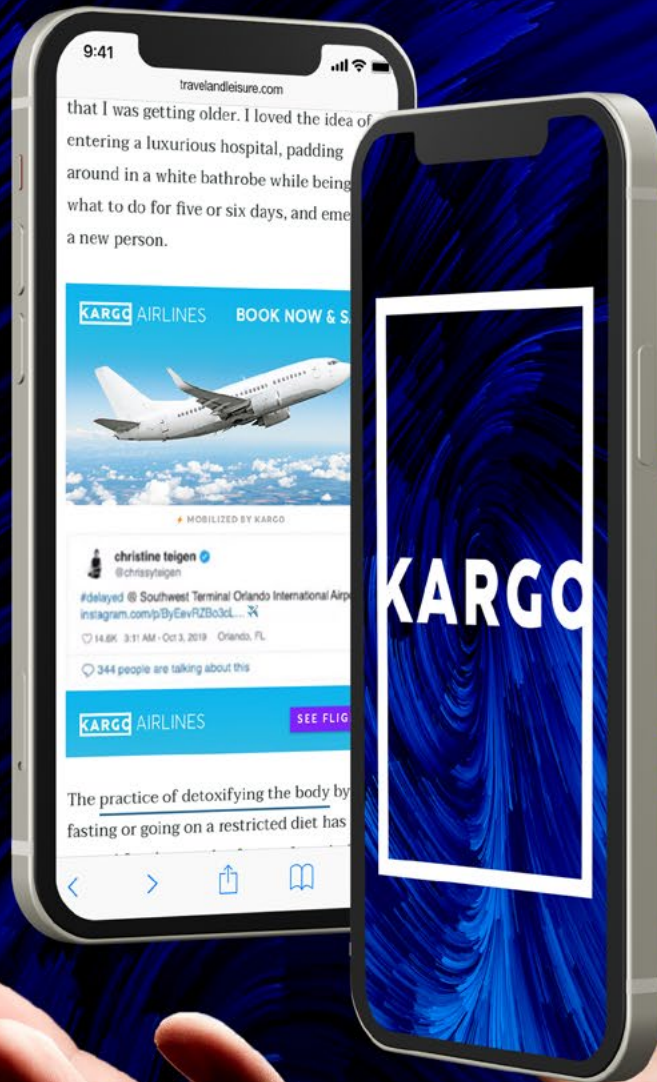 9:41
travelandleisure.com
that I was getting older. I loved the idea of
entering a luxurious hospital, padding
around in a white bathrobe while being
what to do for five or six days, and eme
a new person.
KARGO AIRLINES BOOK NOW & S
MOBILIZED BY KARGO
christine teigen
@chrissyteigen
#delayed @ Southwest Terminal Orlando International Airpo
instagram.com/p/ByEevRZBo3cL...
14.6K 3:11 AM - Oct 3, 2019 Orlando, FL
344 people are talking about this
KARGO AIRLINES SEE FLIG
The practice of detoxifying the body by
fasting or going on a restricted diet has
KARGO